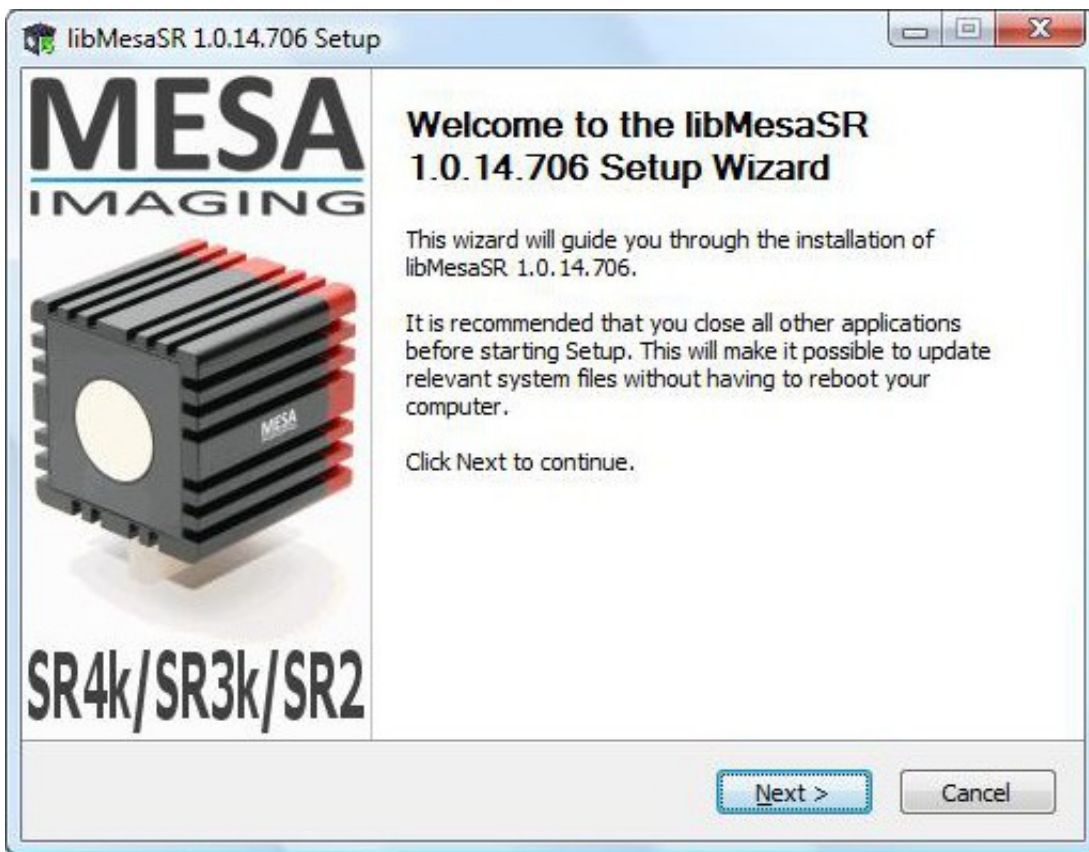 libMesaSR 1.0.14.706 Setup
MESA
IMAGING
MESA
SR4k/SR3k/SR2
Welcome to the libMesaSR
1.0.14.706 Setup Wizard
This wizard will guide you through the installation of
libMesaSR 1.0.14.706.
It is recommended that you close all other applications
before starting Setup. This will make it possible to update
relevant system files without having to reboot your
computer.
Click Next to continue.
Next >
Cancel